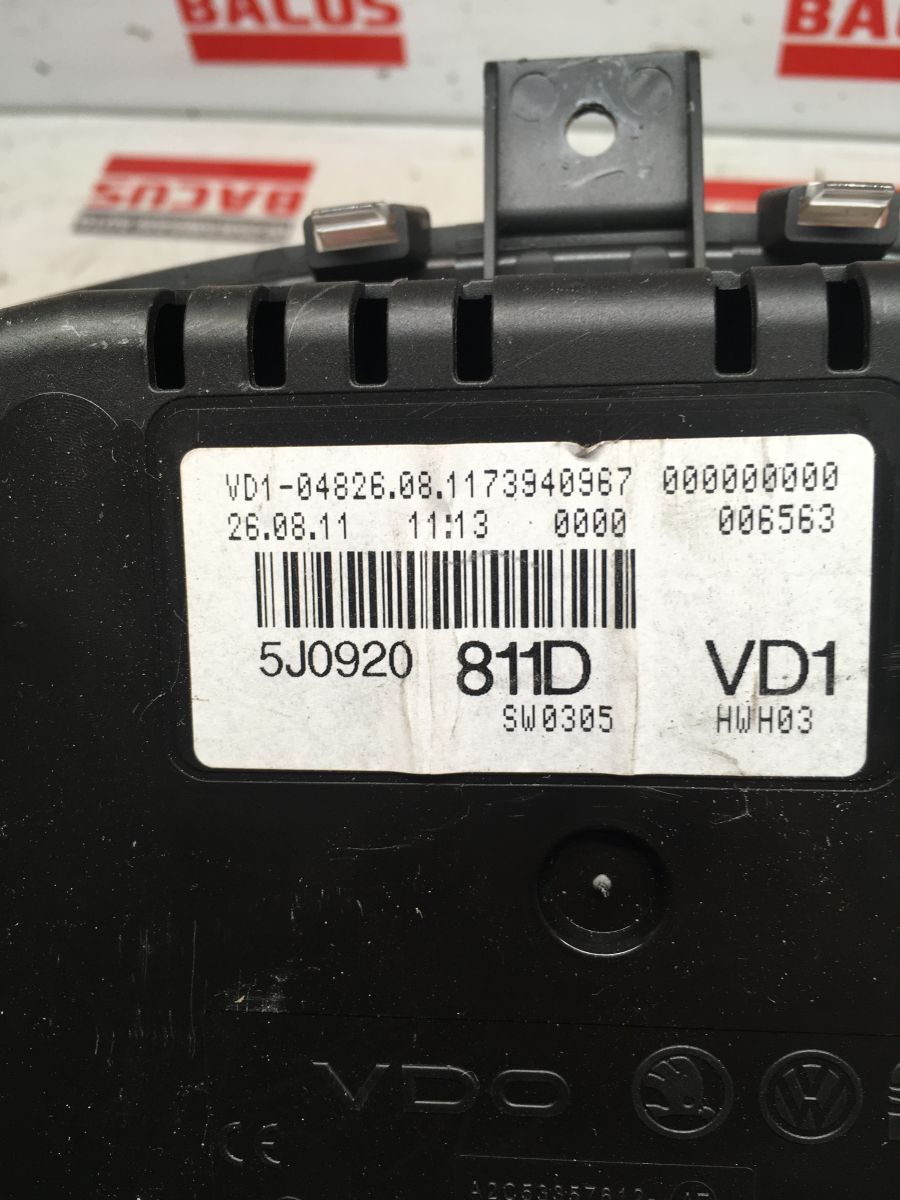 BACUS
BACUS
BACUS
VD1-04826.08.1173940967 000000000
26.08.11 11:13 0000 006563
5J0920 811D VD1
SW0305 HWH03
VDO
CE